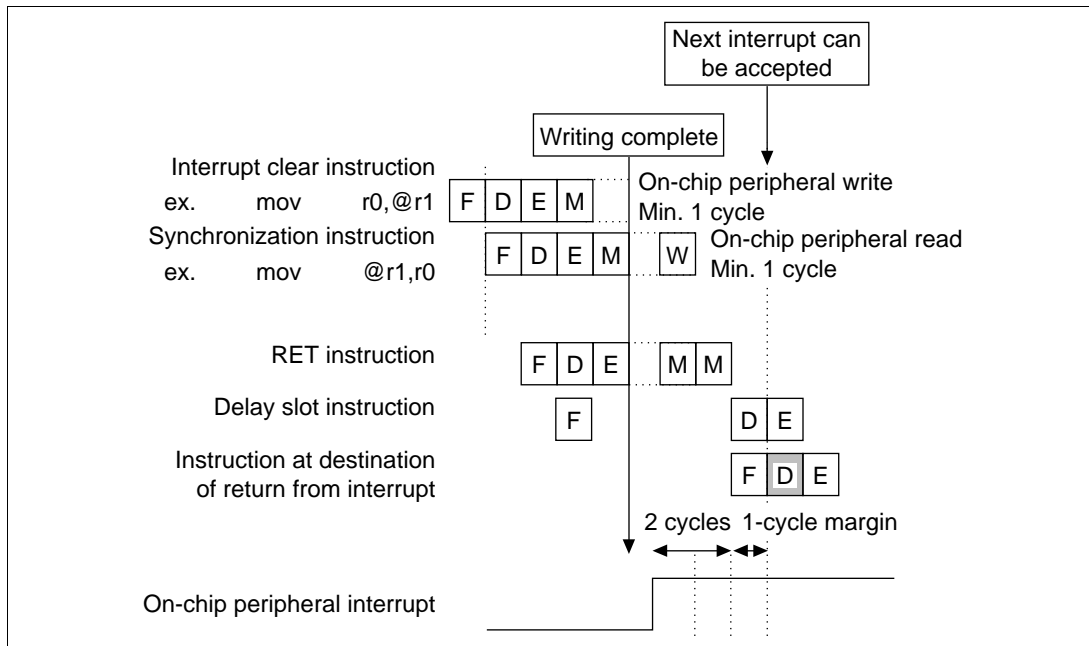 Next interrupt can
be accepted
Writing complete
Interrupt clear instruction
ex. mov r0,@r1
F D E M
On-chip peripheral write
Min. 1 cycle
Synchronization instruction
ex. mov @r1,r0
F D E M W
On-chip peripheral read
Min. 1 cycle
RET instruction
F D E M M
Delay slot instruction
F D E
Instruction at destination
of return from interrupt
F D E
2 cycles 1-cycle margin
On-chip peripheral interrupt